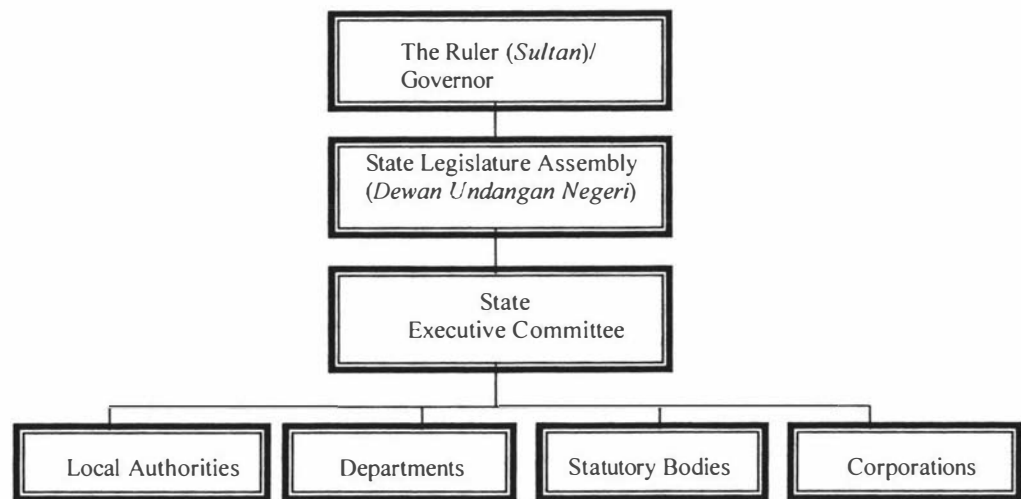 The Ruler (Sultan)/
Governor
State Legislature Assembly
(Dewan Undangan Negeri)
State
Executive Committee
Local Authorities
Departments
Statutory Bodies
Corporations